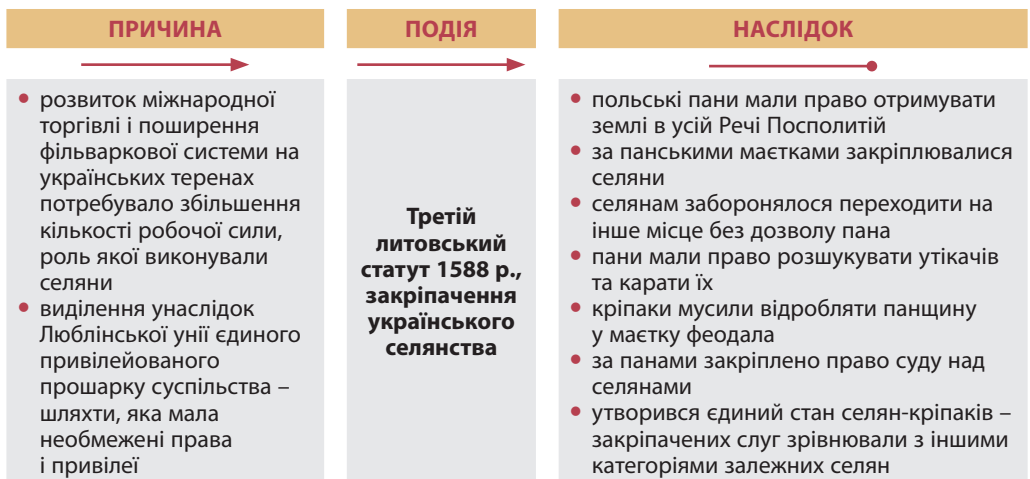 ПРИЧИНА
розвиток міжнародної
торгівлі і поширення
фільваркової системи на
українських теренах
потребувало збільшення
кількості робочої сили,
роль якої виконували
селяни
виділення унаслідок
Люблінської унії єдиного
привілейованого
прошарку суспільства –
шляхти, яка мала
необмежені права
і привілеї
ПОДІЯ
Третій
литовський
статут 1588 р.,
закріпачення
українського
селянства
НАСЛІДОК
польські пани мали право отримувати
землі в усій Речі Посполитій
за панськими маєтками закріплювалися
селяни
селянам заборонялося переходити на
інше місце без дозволу пана
пани мали право розшукувати утікачів
та карати їх
кріпаки мусили відробляти панщину
у маєтку феодала
за панами закріплено право суду над
селянами
утворився єдиний стан селян-кріпаків –
закріпачених слуг зрівнювали з іншими
категоріями залежних селян